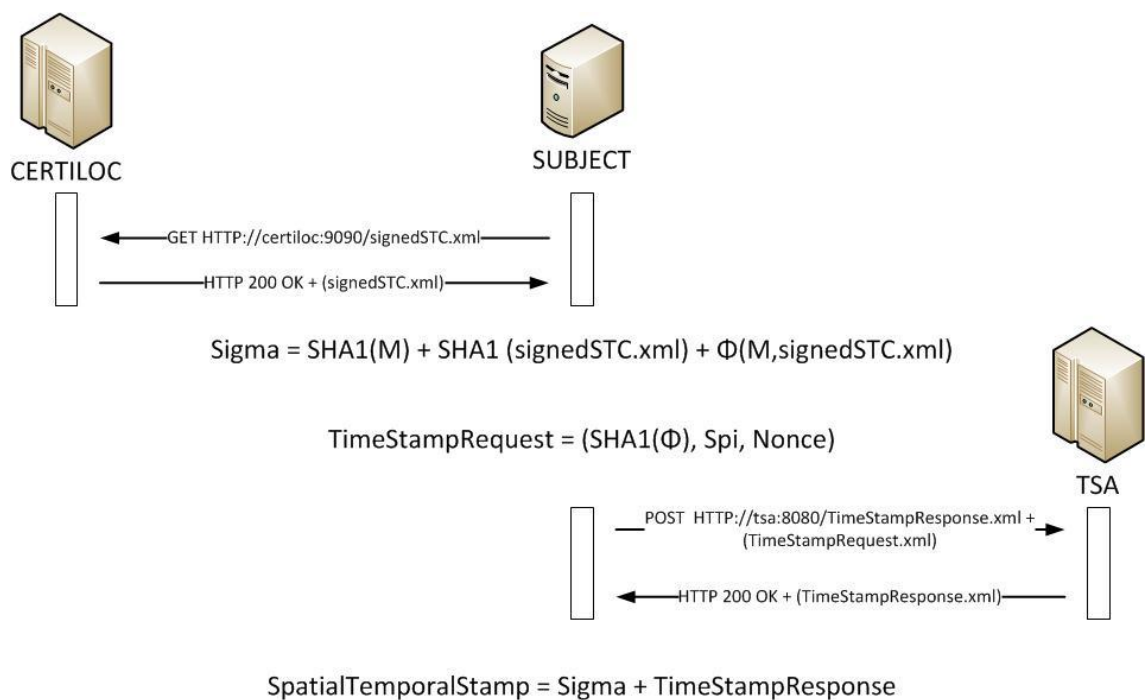 CERTILOC
SUBJECT
GET HTTP://certiloc:9090/signedSTC.xml
HTTP 200 OK + (signedSTC.xml)
Sigma = SHA1(M) + SHA1 (signedSTC.xml) + Φ(M,signedSTC.xml)
TimeStampRequest = (SHA1(Φ), Spi, Nonce)
TSA
POST HTTP://tsa:8080/TimeStampResponse.xml +
(TimeStampRequest.xml)
HTTP 200 OK + (TimeStampResponse.xml)
SpatialTemporalStamp = Sigma + TimeStampResponse